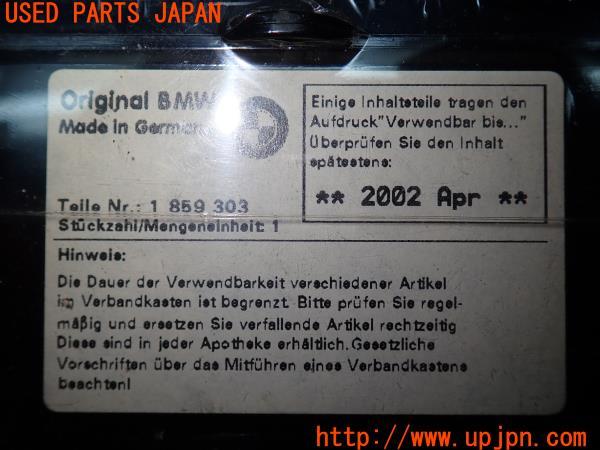 USED PARTS JAPAN
Original BMW
Made in German
Teile Nr.: 1 859 303
Stückzahl/Mengeneinheit: 1
Einige Inhaltsteile tragen den
Aufdruck"Verwendbar bis..."
Überprüfen Sie den Inhalt
spätestens:
** 2002 Apr **
Hinweis:
Die Dauer der Verwendbarkeit verschiedener Artikel
im Verbandkasten ist begrenzt. Bitte prüfen Sie regel-
mäßig und ersetzen Sie verfallende Artikel rechtzeitig
Diese sind in jeder Apotheke erhältlich. Gesetzliche
Vorschriften über das Mitführen eines Verbandkastens
beachten!
http://www.upjpn.com/